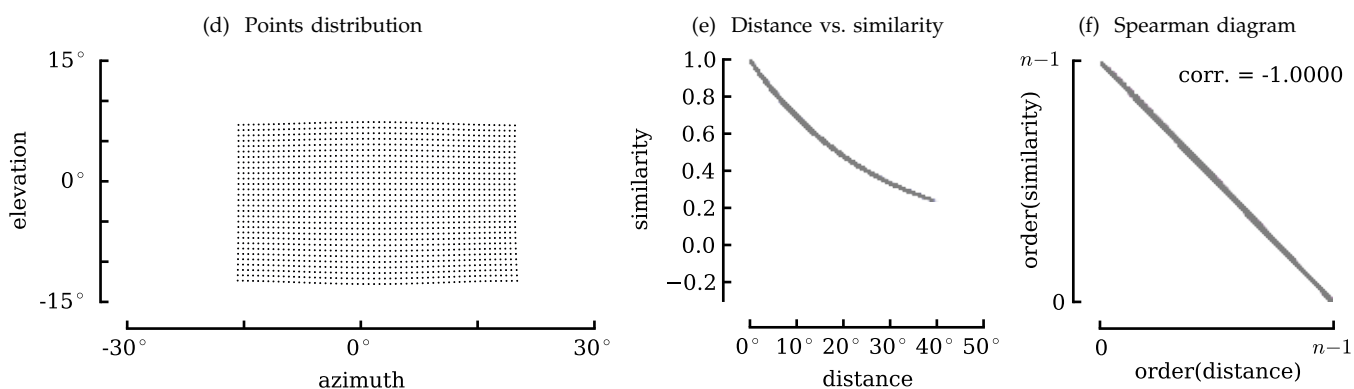 (d) Points distribution
15°
0°
-15°
elevation
-30°
0°
30°
azimuth
(e) Distance vs. similarity
1.0
0.8
0.6
0.4
0.2
0.0
−0.2
similarity
0°
10°
20°
30°
40°
50°
distance
(f) Spearman diagram
n−1
corr. = -1.0000
order(similarity)
0
0
n−1
order(distance)